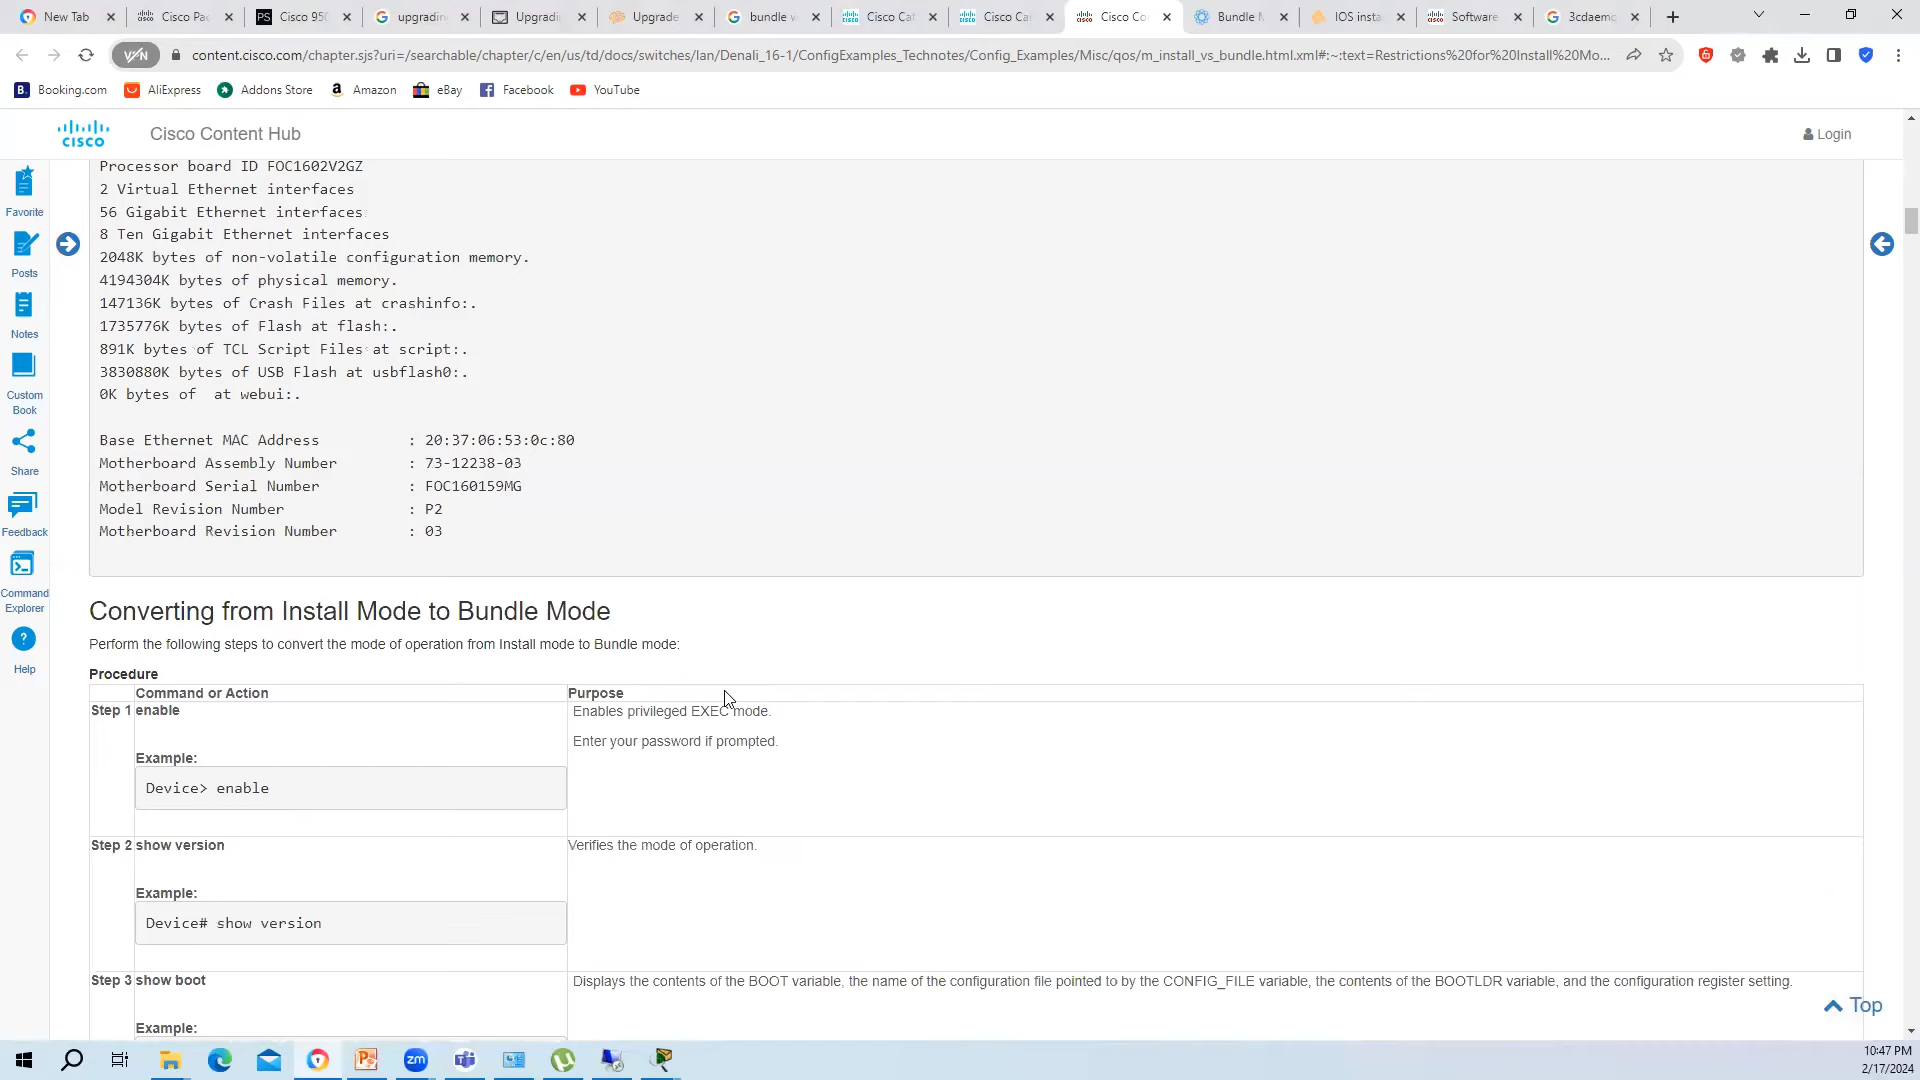 New Tab
Cisco Pa
Cisco 950
upgradin
Upgradi
Upgrade
bundle v
Cisco Cat
Cisco Ca
Cisco Co
Bundle M
IOS insta
Software
3cdaemo
VPN
content.cisco.com/chapter.sjs?uri=/searchable/chapter/c/en/us/td/docs/switches/lan/Denali_16-1/ConfigExamples_Technotes/Config_Examples/Misc/qos/m_install_vs_bundle.html.xml#:~:text=Restrictions%20for%20Install%20Mo...
B. Booking.com
AliExpress
Addons Store
a Amazon
eBay
Facebook
YouTube
CISCO
Cisco Content Hub
Login
Favorite
Posts
Notes
Custom
Book
Share
Feedback
Command
Explorer
Help
Processor board ID FOC1602V2GZ
2 Virtual Ethernet interfaces
56 Gigabit Ethernet interfaces
8 Ten Gigabit Ethernet interfaces
2048K bytes of non-volatile configuration memory.
4194304K bytes of physical memory.
147136K bytes of Crash Files at crashinfo:.
1735776K bytes of Flash at flash:.
891K bytes of TCL Script Files at script:.
3830880K bytes of USB Flash at usbflash0:.
0K bytes of  at webui:.
Base Ethernet MAC Address : 20:37:06:53:0c:80
Motherboard Assembly Number : 73-12238-03
Motherboard Serial Number : FOC160159MG
Model Revision Number : P2
Motherboard Revision Number : 03
Converting from Install Mode to Bundle Mode
Perform the following steps to convert the mode of operation from Install mode to Bundle mode:
Procedure
Command or Action Purpose
Step 1 enable Enables privileged EXEC mode.
Enter your password if prompted.
Example:
Device> enable
Step 2 show version Verifies the mode of operation.
Example:
Device# show version
Step 3 show boot Displays the contents of the BOOT variable, the name of the configuration file pointed to by the CONFIG_FILE variable, the contents of the BOOTLDR variable, and the configuration register setting.
Example:
Top
zm
10:47 PM
2/17/2024